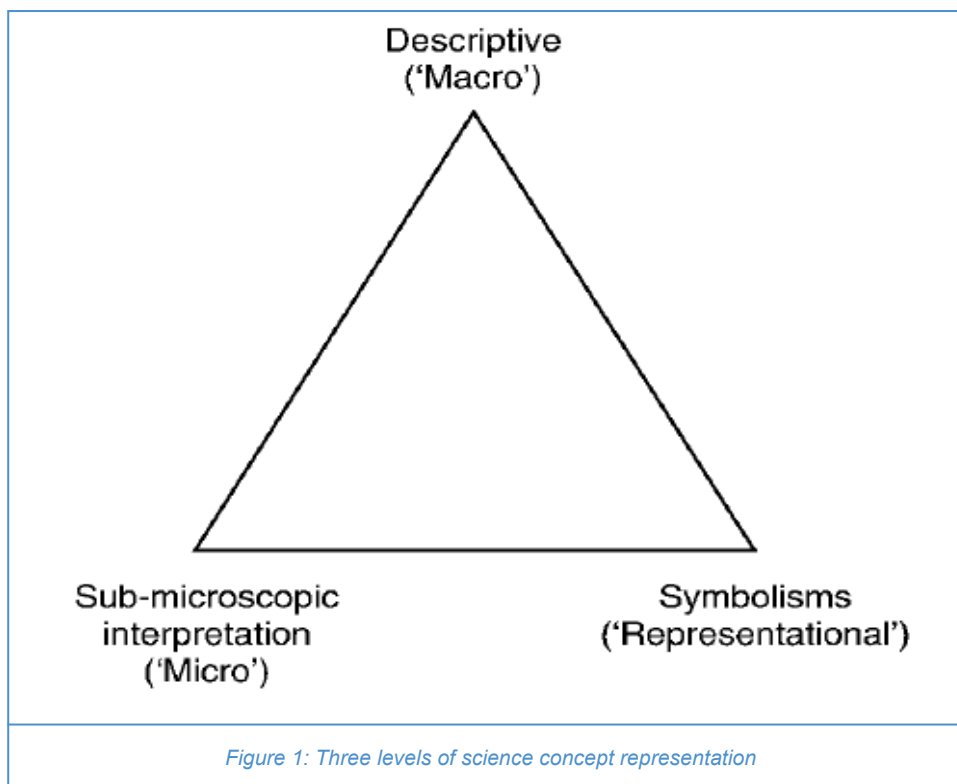 Descriptive
(‘Macro’)
Sub-microscopic
interpretation
(‘Micro’)
Symbolisms
(‘Representational’)
Figure 1: Three levels of science concept representation